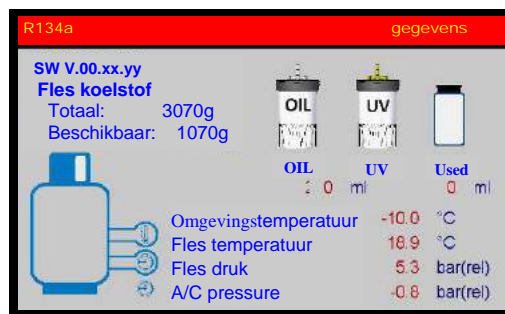 R134a gegevens
SW V.00.xx.yy
Fles koelstof
Totaal: 3070g
Beschikbaar: 1070g
OIL UV
OIL UV Used
0 ml 0 ml
Omgevingstemperatuur -10.0 °C
Fles temperatuur 18.9 °C
Fles druk 5.3 bar(rel)
A/C pressure -0.8 bar(rel)